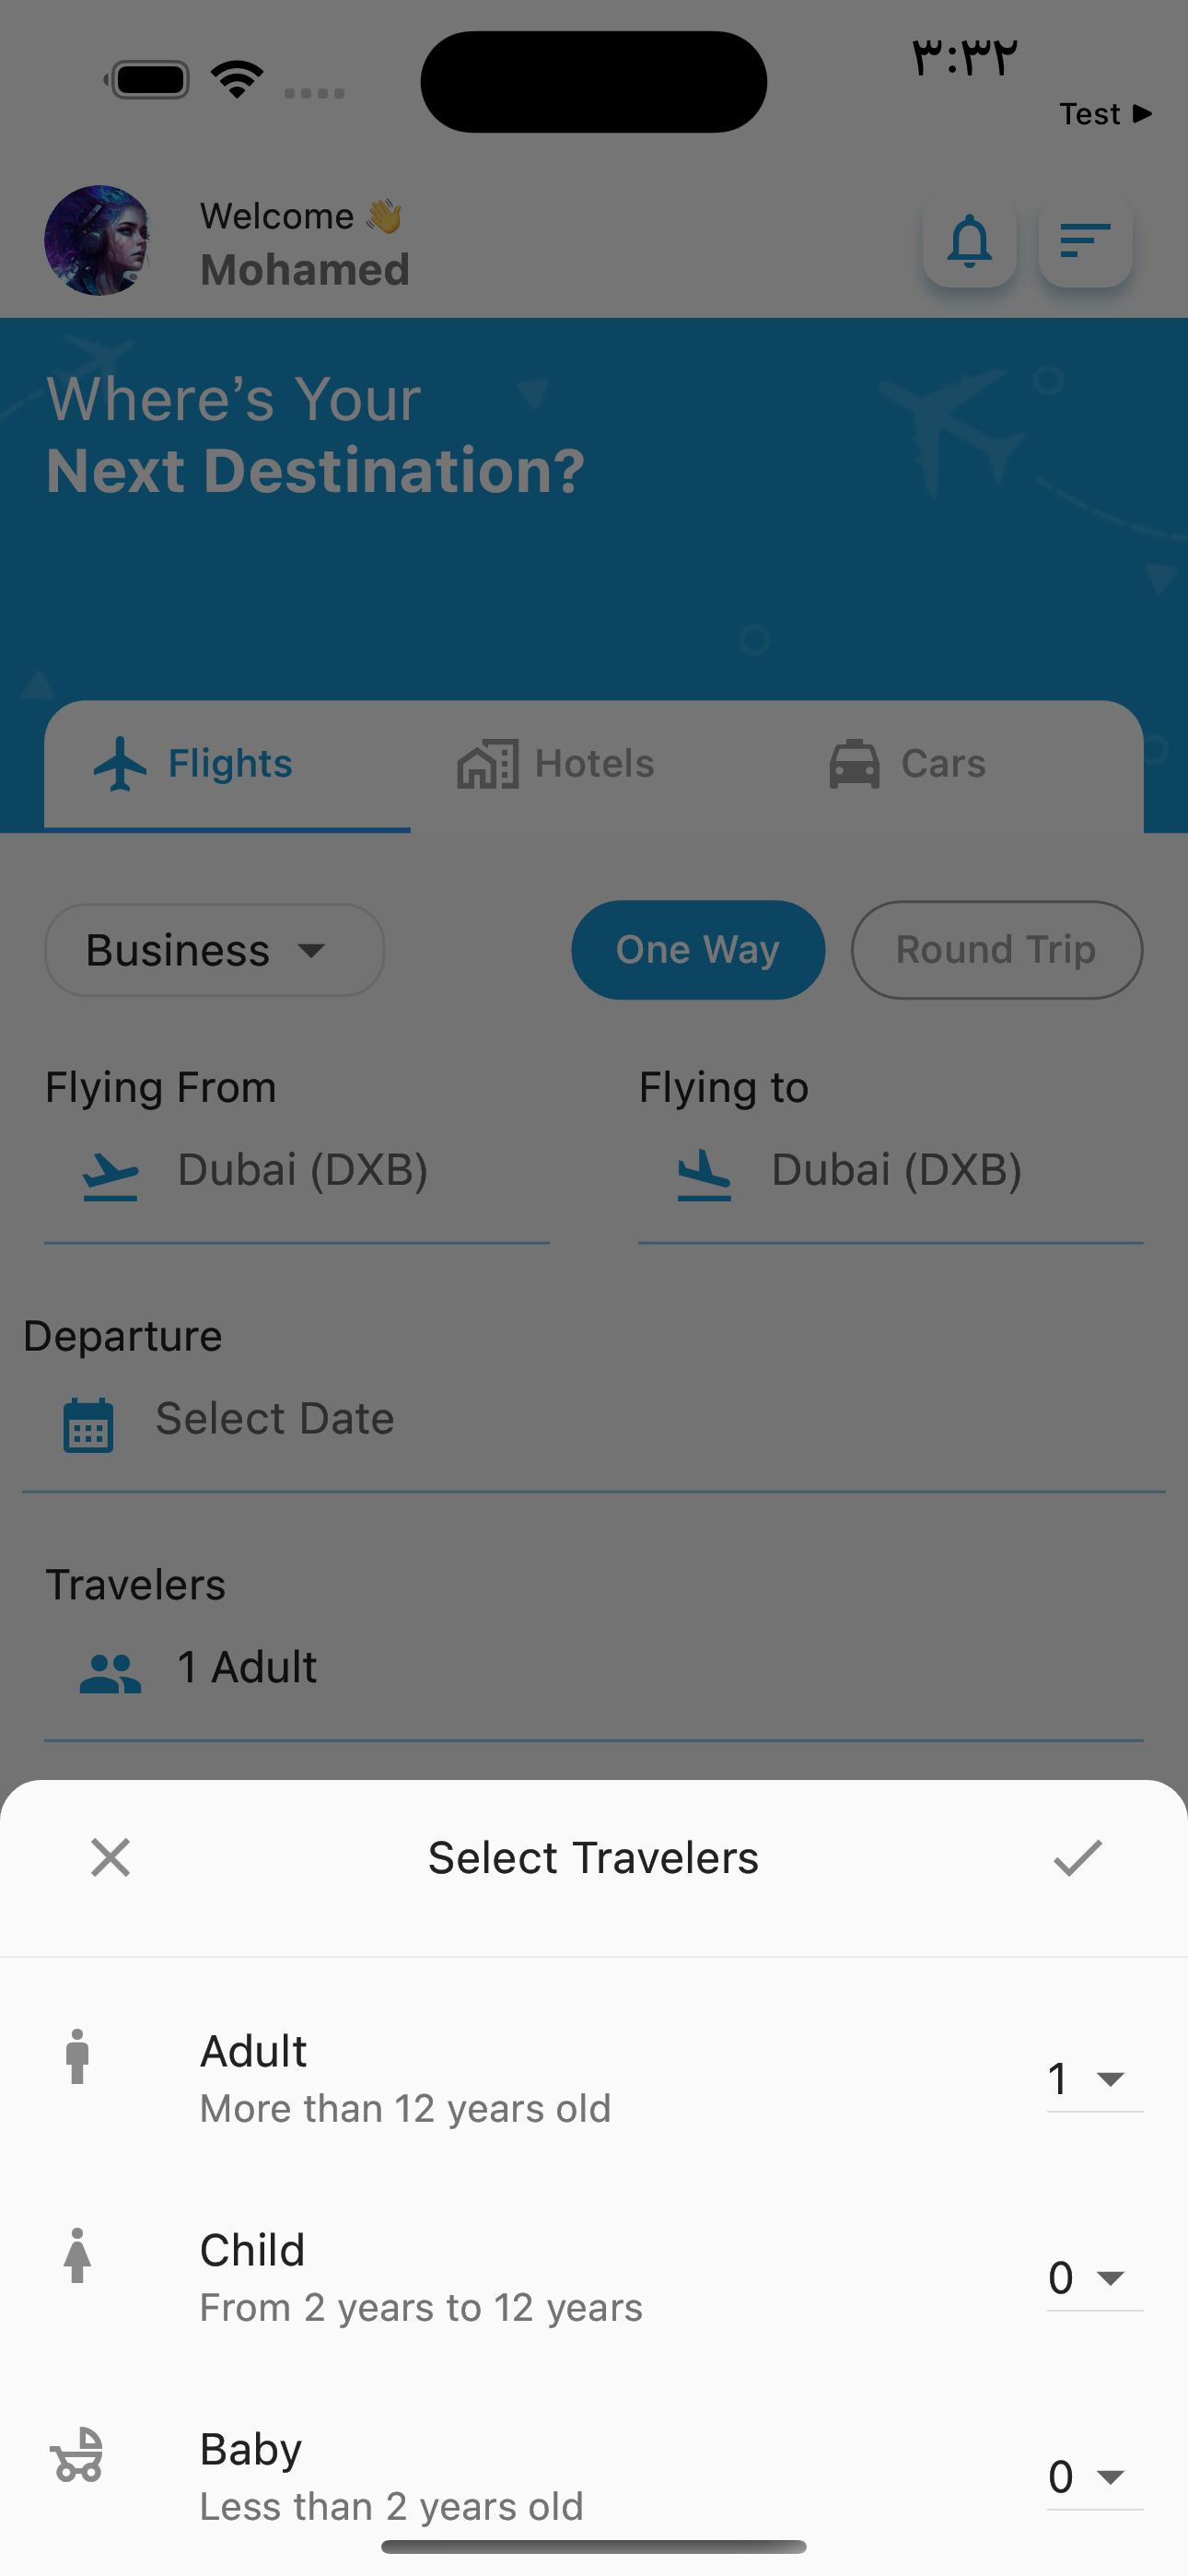 ٣:٣٢
Test ▶
Welcome 👋
Mohamed
Where’s Your
Next Destination?
Flights
Hotels
Cars
Business
One Way
Round Trip
Flying From
Flying to
Dubai (DXB)
Dubai (DXB)
Departure
Select Date
Travelers
1 Adult
Select Travelers
Adult
More than 12 years old
1
Child
From 2 years to 12 years
0
Baby
Less than 2 years old
0